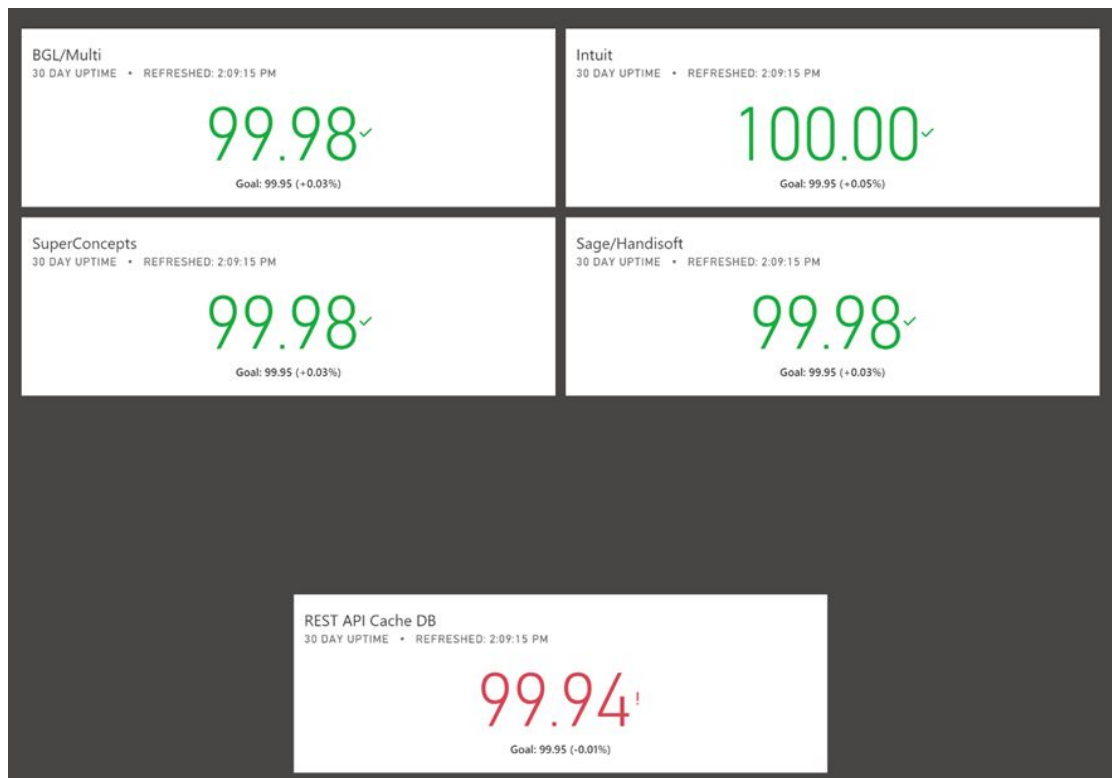 BGL/Multi
30 DAY UPTIME • REFRESHED: 2:09:15 PM
99.98✓
Goal: 99.95 (+0.03%)
Intuit
30 DAY UPTIME • REFRESHED: 2:09:15 PM
100.00✓
Goal: 99.95 (+0.05%)
SuperConcepts
30 DAY UPTIME • REFRESHED: 2:09:15 PM
99.98✓
Goal: 99.95 (+0.03%)
Sage/Handisoft
30 DAY UPTIME • REFRESHED: 2:09:15 PM
99.98✓
Goal: 99.95 (+0.03%)
REST API Cache DB
30 DAY UPTIME • REFRESHED: 2:09:15 PM
99.94!
Goal: 99.95 (-0.01%)